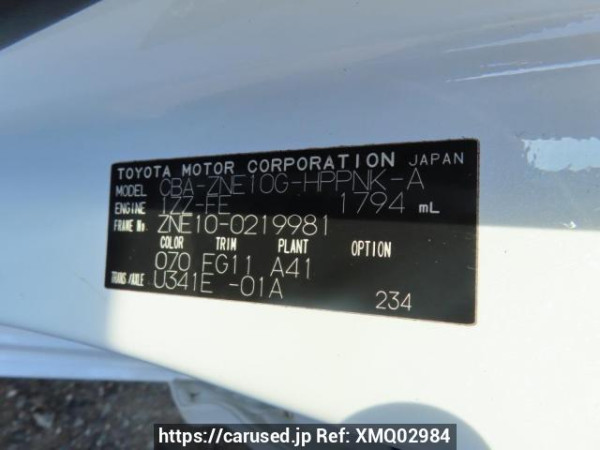 TOYOTA MOTOR CORPORATION JAPAN
MODEL CBA-ZNE10G-HPPNK-A
ENGINE 1ZZ-FE 1794 mL
FRAME No. ZNE10-0219981
COLOR TRIM PLANT OPTION
070 FG11 A41
TRANS/AXLE U341E -01A
234
https://carused.jp Ref: XMQ02984